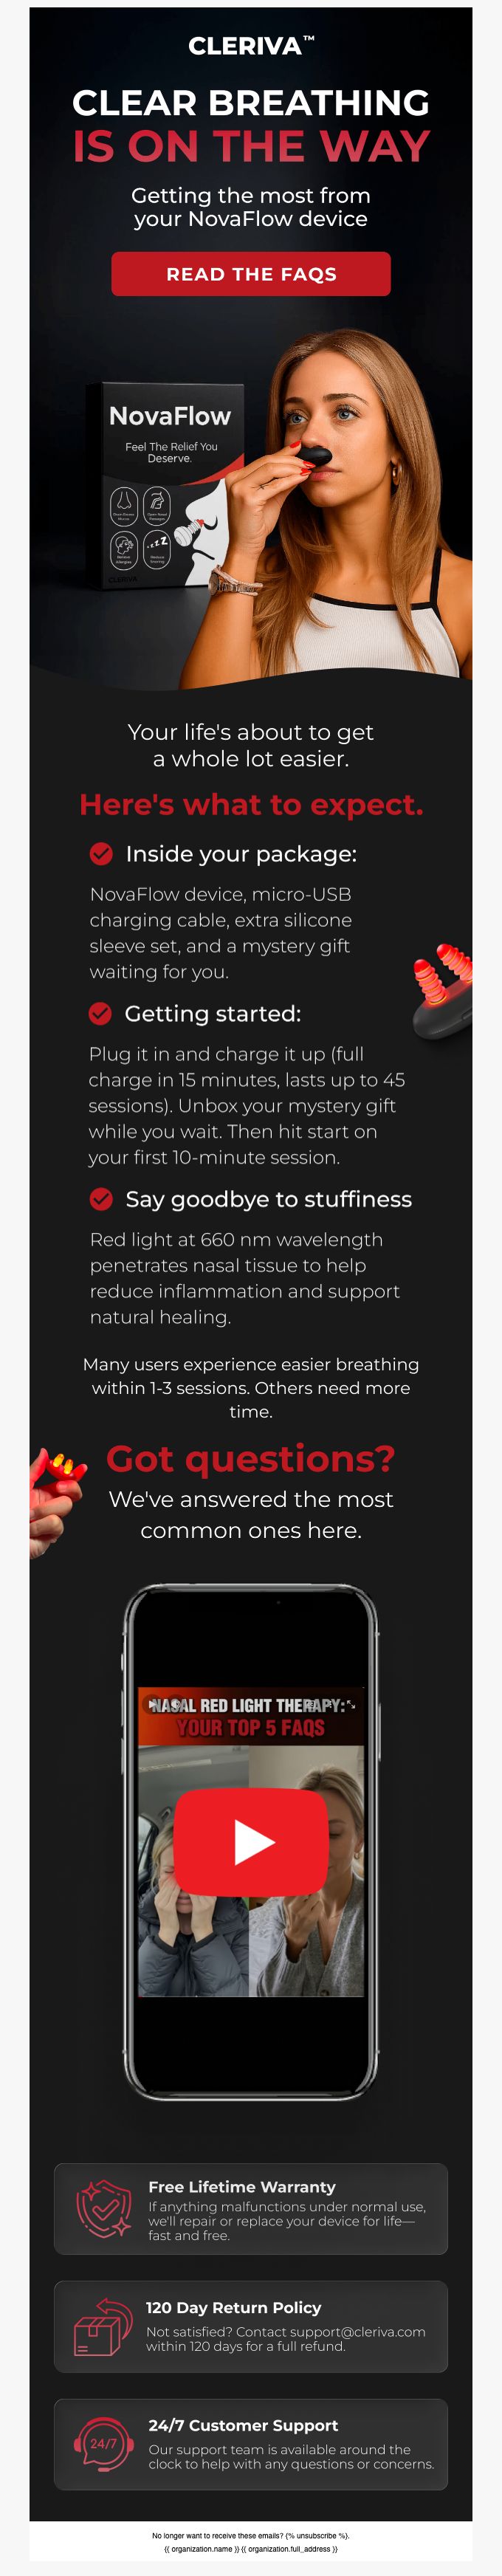 CLERIVA™
CLEAR BREATHING
IS ON THE WAY
Getting the most from
your NovaFlow device
READ THE FAQS
NovaFlow
Feel The Relief You
Deserve.
CLERIVA
Your life's about to get
a whole lot easier.
Here's what to expect.
Inside your package:
NovaFlow device, micro-USB
charging cable, extra silicone
sleeve set, and a mystery gift
waiting for you.
Getting started:
Plug it in and charge it up (full
charge in 15 minutes, lasts up to 45
sessions). Unbox your mystery gift
while you wait. Then hit start on
your first 10-minute session.
Say goodbye to stuffiness
Red light at 660 nm wavelength
penetrates nasal tissue to help
reduce inflammation and support
natural healing.
Many users experience easier breathing
within 1-3 sessions. Others need more
time.
Got questions?
We've answered the most
common ones here.
NASAL RED LIGHT THERAPY:
YOUR TOP 5 FAQS
Free Lifetime Warranty
If anything malfunctions under normal use,
we'll repair or replace your device for life—
fast and free.
120 Day Return Policy
Not satisfied? Contact support@cleriva.com
within 120 days for a full refund.
24/7
24/7 Customer Support
Our support team is available around the
clock to help with any questions or concerns.
No longer want to receive these emails? {% unsubscribe %}.
{{ organization.name }} {{ organization.full_address }}